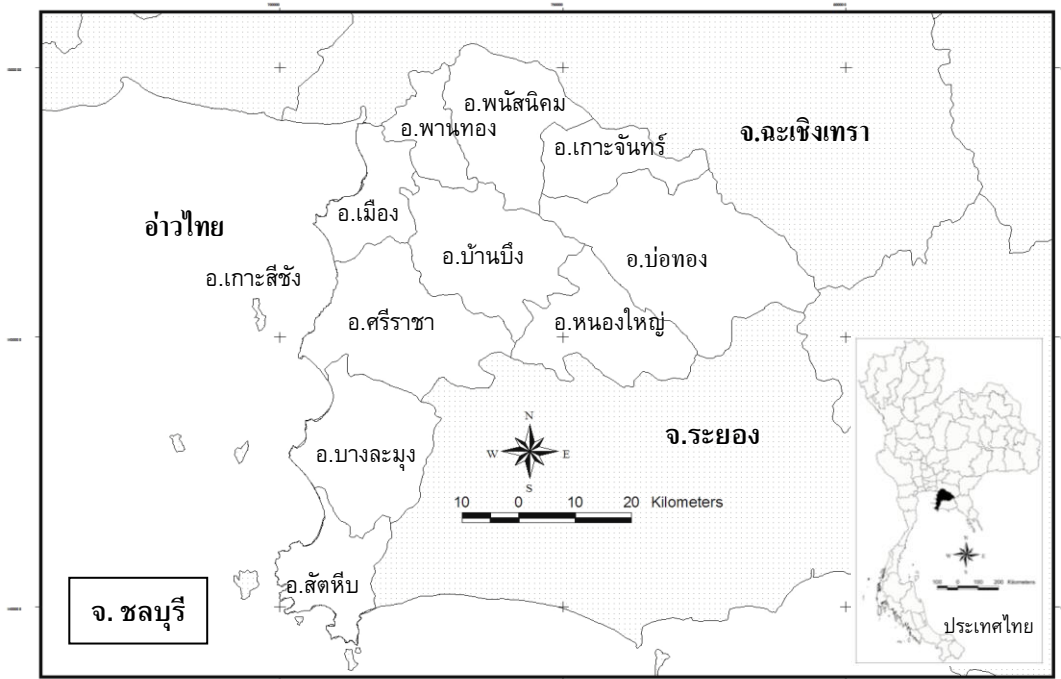 อ.พนัสนิคม
อ.พานทอง
จ.ฉะเชิงเทรา
อ.เกาะจันทร์
อ.เมือง
อ่าวไทย
อ.บ้านบึง
อ.บ่อทอง
อ.เกาะสีชัง
อ.ศรีราชา
อ.หนองใหญ่
จ.ระยอง
อ.บางละมุง
N
W
E
S
10 0 10 20 Kilometers
อ.สัตหีบ
จ. ชลบุรี
100 0 100 200 Kilometers
ประเทศไทย